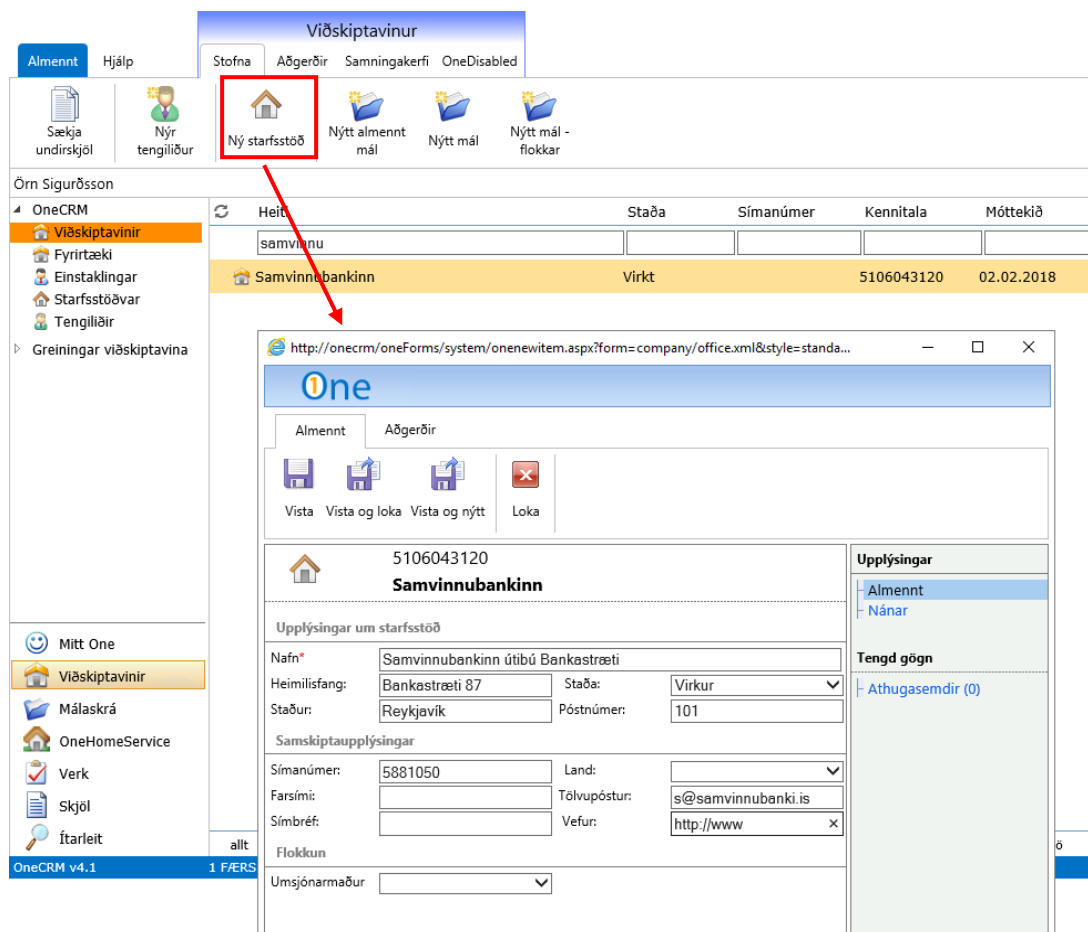 Viðskiptavinur
Almennt Hjálp Stofna Aðgerðir Samningakerfi OneDisabled
Sækja undirskjöl
Nýr tengiliður
Ný starfsstöð
Nýtt almennt mál
Nýtt mál
Nýtt mál - flokkar
Örn Sigurðsson
OneCRM
Viðskiptavinir
Fyrirtæki
Einstaklingar
Starfsstöðvar
Tengiliðir
Greiningar viðskiptavina
Heiti Staða Símanúmer Kennitala Móttekið
samvinnu
Samvinnubankinn Virkt 5106043120 02.02.2018
http://onecrm/oneForms/system/onenewitem.aspx?form=company/office.xml&style=standa...
One
Almennt Aðgerðir
Vista Vista og loka Vista og nýtt Loka
5106043120
Samvinnubankinn
Upplýsingar um starfsstöð
Nafn* Samvinnubankinn útibú Bankastræti
Heimilisfang: Bankastræti 87 Staða: Virkur
Staður: Reykjavík Póstnúmer: 101
Samskiptaupplýsingar
Símanúmer: 5881050 Land:
Farsími: Tölvupóstur: s@samvinnubanki.is
Símbréf: Vefur: http://www
Flokkun
Umsjónarmaður
Upplýsingar
Almennt
Nánar
Tengd gögn
Athugasemdir (0)
Mitt One
Viðskiptavinir
Málaskrá
OneHomeService
Verk
Skjöl
Ítarleit
allt ö
OneCRM v4.1 1 FÆRS